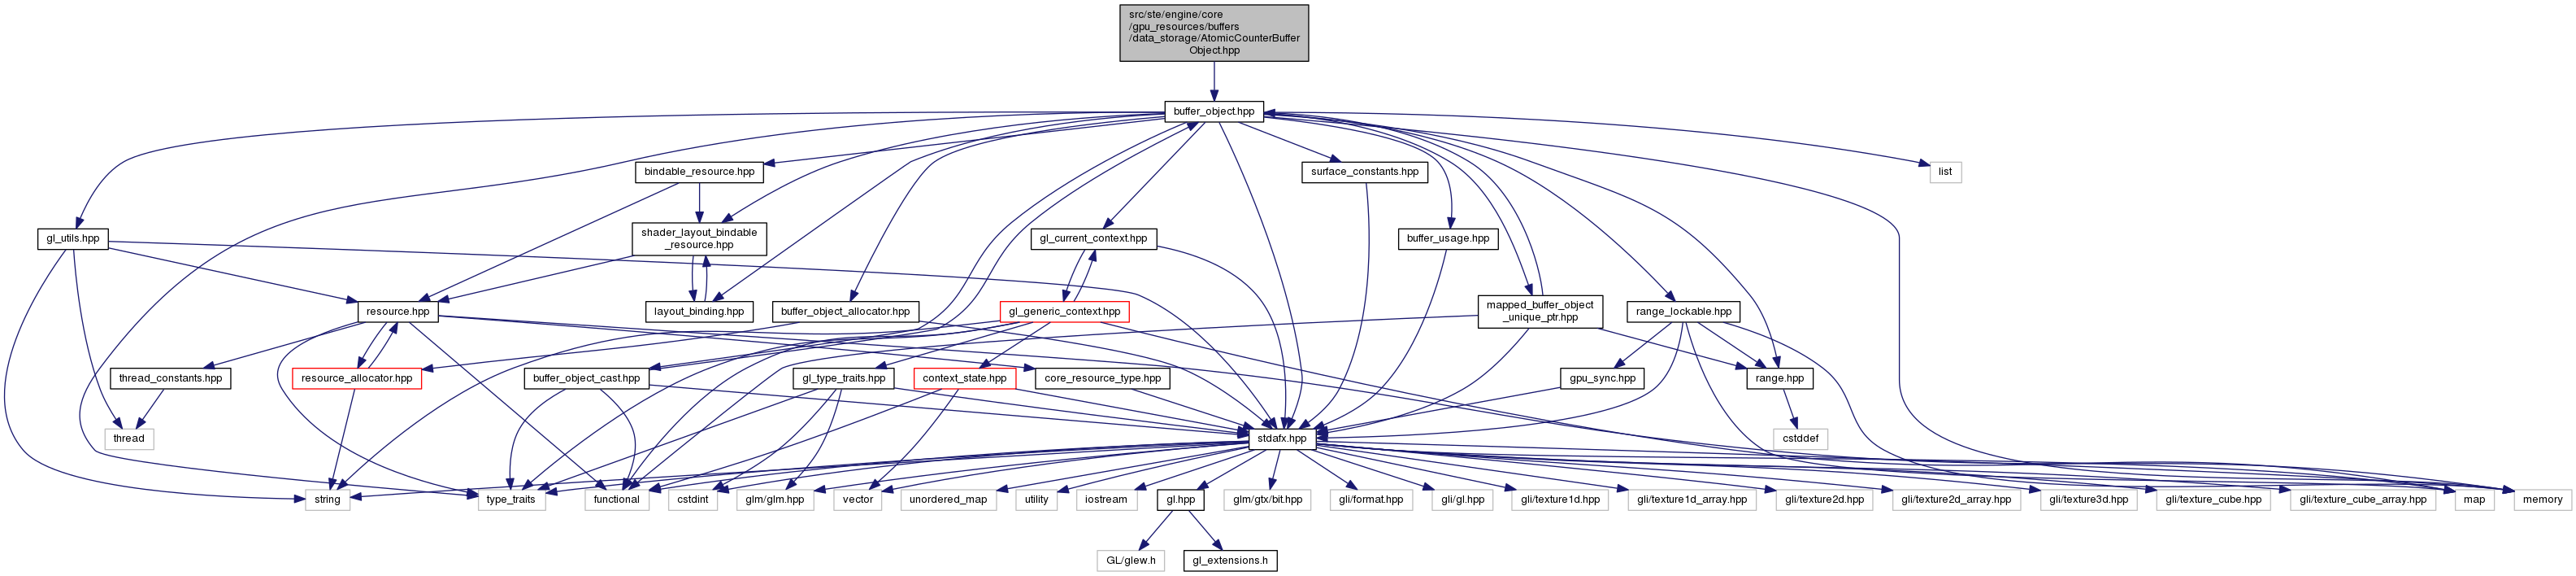 src/ste/engine/core
/gpu_resources/buffers
/data_storage/AtomicCounterBuffer
Object.hpp
buffer_object.hpp
bindable_resource.hpp
surface_constants.hpp
list
shader_layout_bindable
_resource.hpp
gl_utils.hpp
gl_current_context.hpp
buffer_usage.hpp
resource.hpp
layout_binding.hpp
buffer_object_allocator.hpp
gl_generic_context.hpp
mapped_buffer_object
_unique_ptr.hpp
range_lockable.hpp
thread_constants.hpp
resource_allocator.hpp
buffer_object_cast.hpp
gl_type_traits.hpp
context_state.hpp
core_resource_type.hpp
gpu_sync.hpp
range.hpp
thread
stdafx.hpp
cstddef
string
type_traits
functional
cstdint
glm/glm.hpp
vector
unordered_map
utility
iostream
gl.hpp
glm/gtx/bit.hpp
gli/format.hpp
gli/gl.hpp
gli/texture1d.hpp
gli/texture1d_array.hpp
gli/texture2d.hpp
gli/texture2d_array.hpp
gli/texture3d.hpp
gli/texture_cube.hpp
gli/texture_cube_array.hpp
map
memory
GL/glew.h
gl_extensions.h